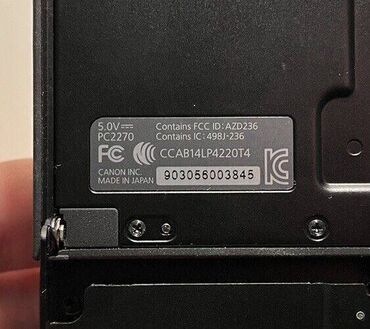 5.0V⎓ Contains FCC ID: AZD236
PC2270 Contains IC: 498J-236
FC CCAB14LP4220T4
CANON INC.
MADE IN JAPAN 903056003845